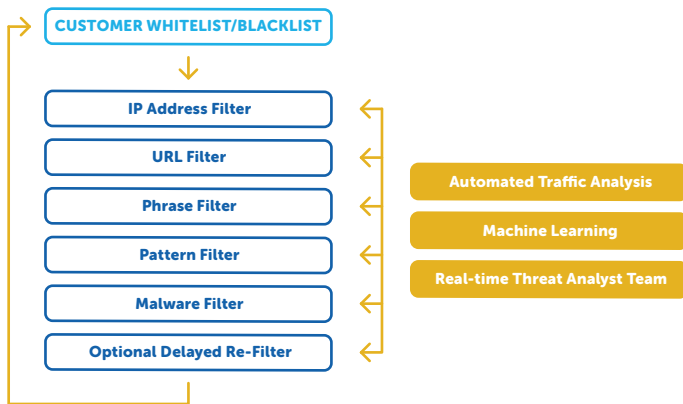 CUSTOMER WHITELIST/BLACKLIST
IP Address Filter
URL Filter
Phrase Filter
Pattern Filter
Malware Filter
Optional Delayed Re-Filter
Automated Traffic Analysis
Machine Learning
Real-time Threat Analyst Team